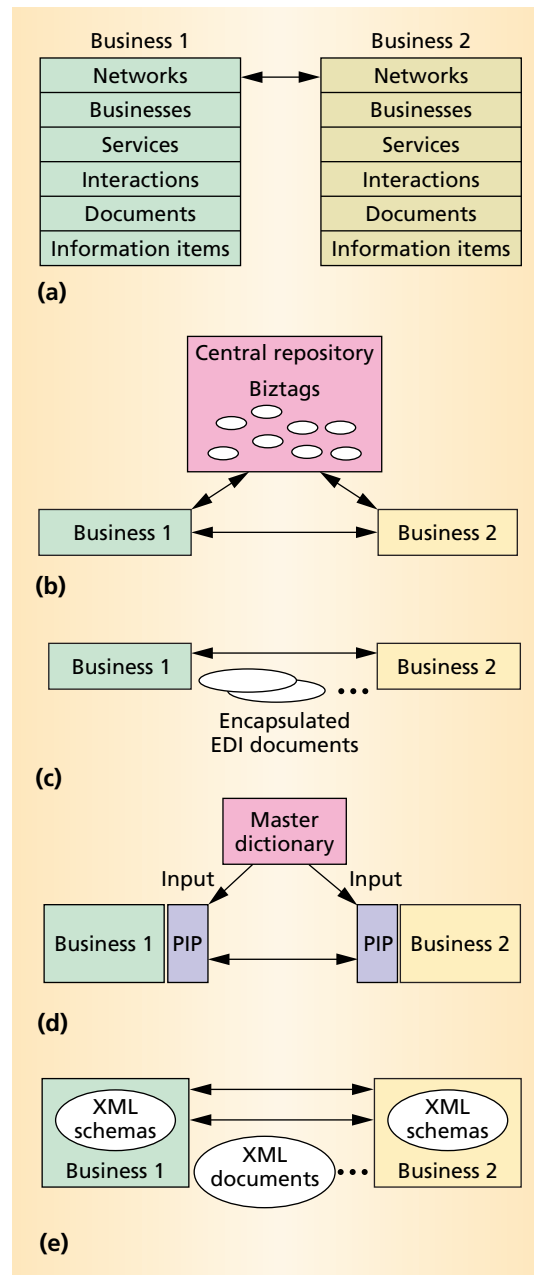 Business 1 Business 2
Networks Networks
Businesses Businesses
Services Services
Interactions Interactions
Documents Documents
Information items Information items
(a)
Central repository
Biztags
Business 1 Business 2
(b)
Business 1 Business 2
Encapsulated
EDI documents
(c)
Master
dictionary
Input Input
Business 1 PIP PIP Business 2
(d)
XML
schemas
XML
schemas
Business 1
XML
documents
Business 2
(e)